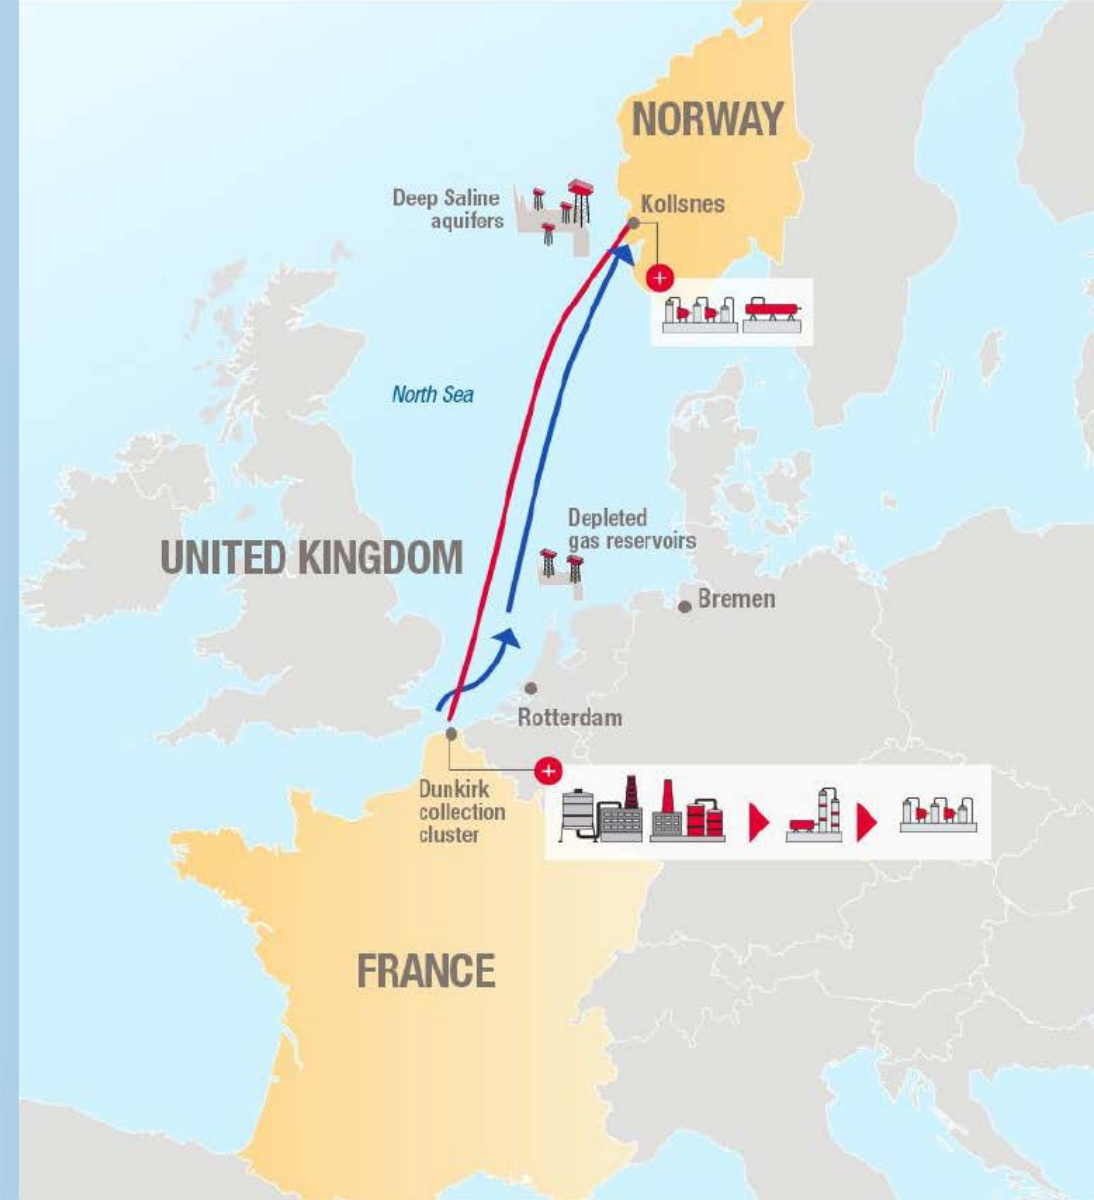 NORWAY
Deep Saline
aquifers
Kollsnes
North Sea
Depleted
gas reservoirs
UNITED KINGDOM
Bremen
Rotterdam
Dunkirk
collection
cluster
FRANCE